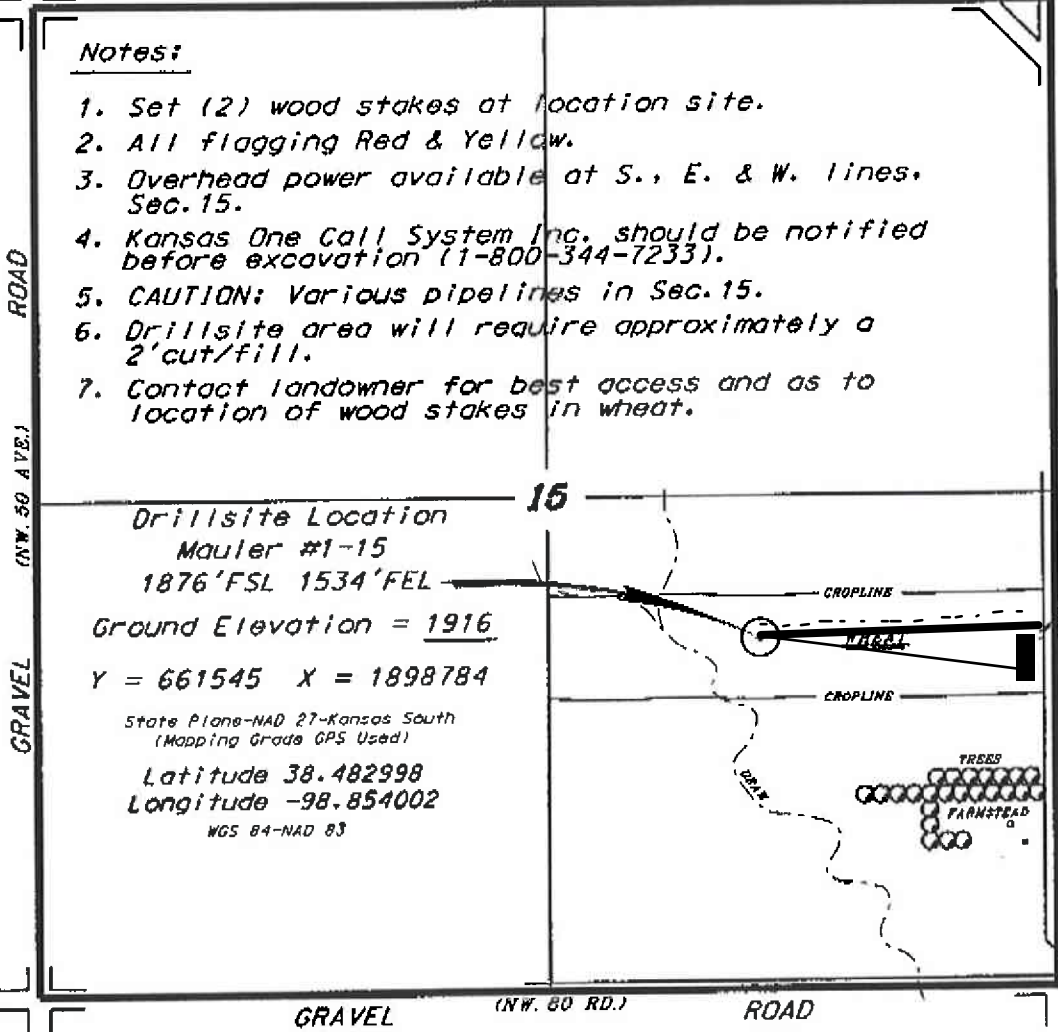 Notes:
1. Set (2) wood stakes at location site.
2. All flagging Red & Yellow.
3. Overhead power available at S., E. & W. lines,
Sec.15.
4. Kansas One Call System Inc. should be notified
before excavation (1-800-344-7233).
5. CAUTION: Various pipelines in Sec.15.
6. Drillsite area will require approximately a
2'cut/fill.
7. Contact landowner for best access and as to
location of wood stakes in wheat.
GRAVEL (NW. 50 AVE.) ROAD
15
Drillsite Location
Mauler #1-15
1876'FSL 1534'FEL
Ground Elevation = 1916
Y = 661545 X = 1898784
State Plane-NAD 27-Kansas South
(Mapping Grade GPS Used)
Latitude 38.482998
Longitude -98.854002
WGS 84-NAD 83
CROPLINE
WHEAT
CROPLINE
DRAW
TREES
FARMSTEAD
GRAVEL (NW. 80 RD.) ROAD